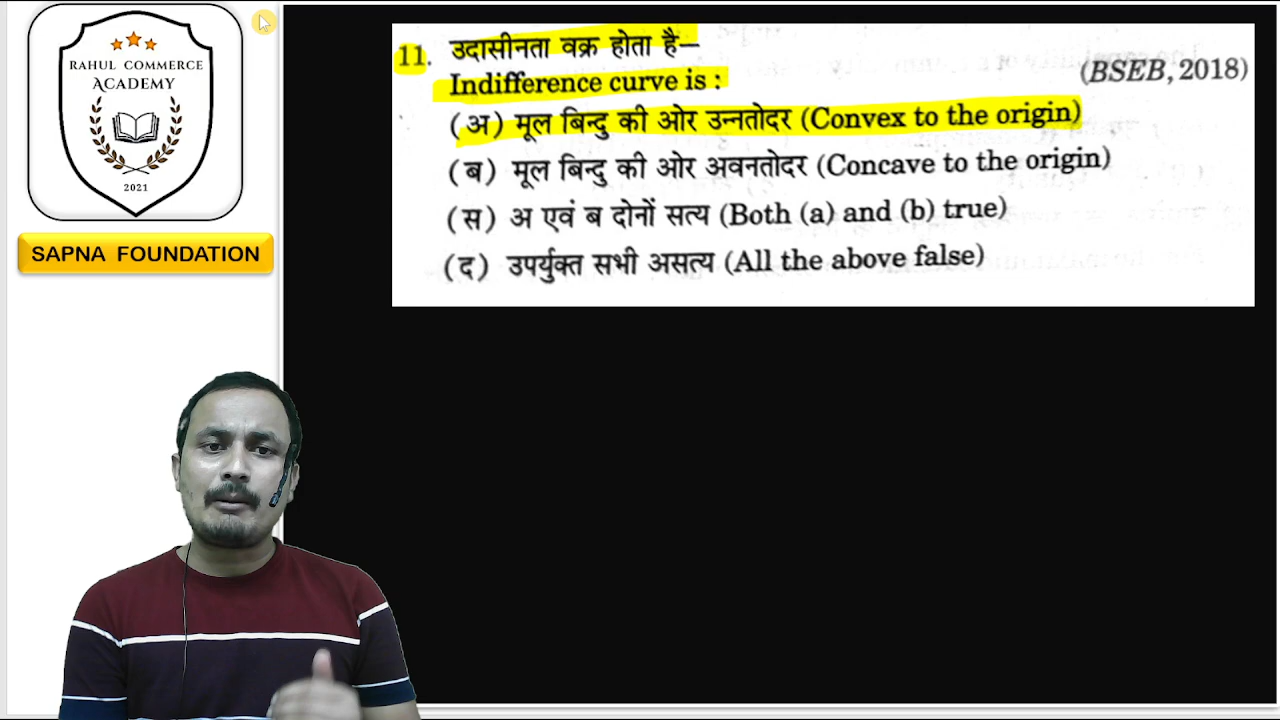 RAHUL COMMERCE
ACADEMY
2021
SAPNA FOUNDATION
11. उदासीनता वक्र होता है—
Indifference curve is :
(BSEB, 2018)
(अ) मूल बिन्दु की ओर उन्नतोदर (Convex to the origin)
(ब) मूल बिन्दु की ओर अवनतोदर (Concave to the origin)
(स) अ एवं ब दोनों सत्य (Both (a) and (b) true)
(द) उपर्युक्त सभी असत्य (All the above false)